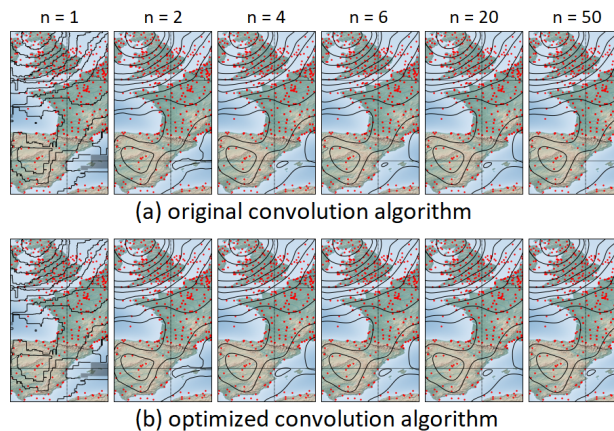 n = 1 n = 2 n = 4 n = 6 n = 20 n = 50
(a) original convolution algorithm
(b) optimized convolution algorithm